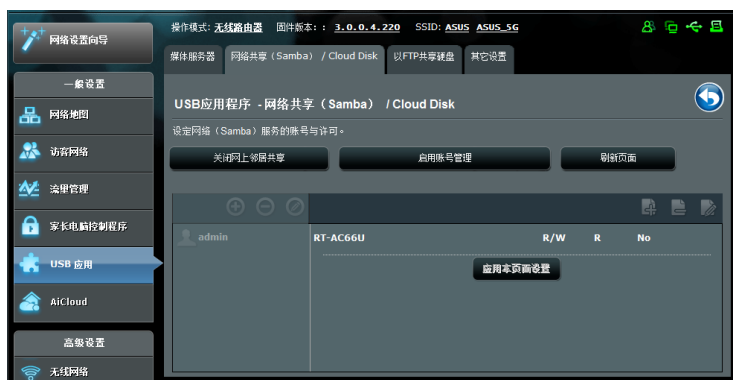 操作模式: 无线路由器 固件版本: : 3.0.0.4.220 SSID: ASUS ASUS_5G
网络设置向导
媒体服务器 网络共享 (Samba) / Cloud Disk 以FTP共享硬盘 其它设置
一般设置
网络地图
访客网络
流量管理
家长电脑控制程序
USB 应用
AiCloud
高级设置
无线网络
USB应用程序 - 网络共享 (Samba) / Cloud Disk
设定网络 (Samba) 服务的账号与许可。
关闭网上邻居共享 启用账号管理 刷新页面
admin RT-AC66U R/W R No
应用本页面设置